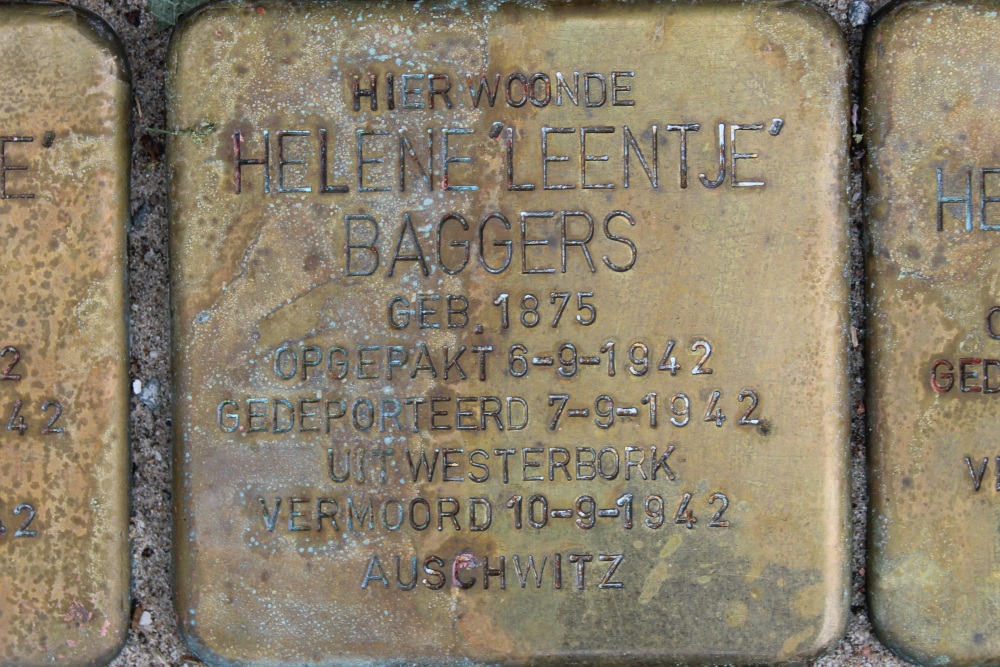 HIER WOONDE
HELENE 'LEENTJE'
BAGGERS
GEB. 1875
OPGEPAKT 6-9-1942
GEDEPORTEERD 7-9-1942
UIT WESTERBORK
VERMOORD 10-9-1942
AUSCHWITZ